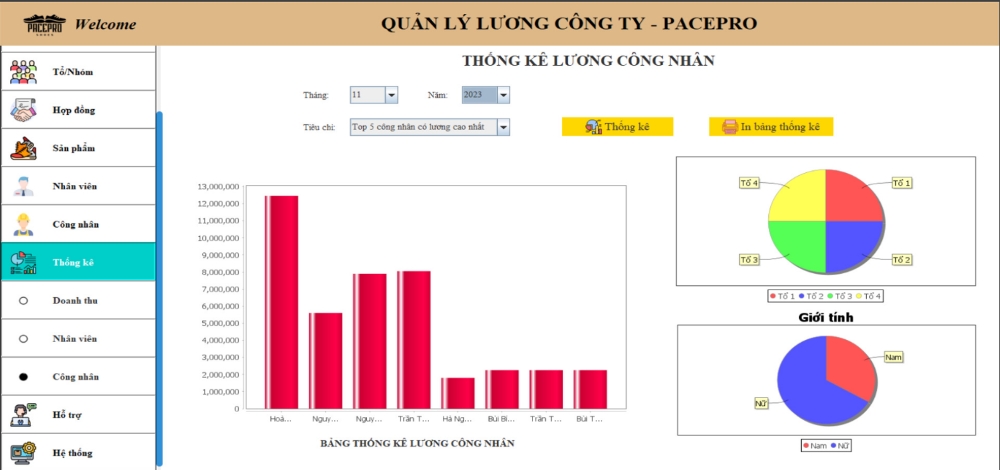 PACEPRO
SHOES
Welcome
QUẢN LÝ LƯƠNG CÔNG TY - PACEPRO
Tổ/Nhóm
Hợp đồng
Sản phẩm
Nhân viên
Công nhân
Thống kê
Doanh thu
Nhân viên
Công nhân
Hỗ trợ
Hệ thống
THỐNG KÊ LƯƠNG CÔNG NHÂN
Tháng: 11 Năm: 2023
Tiêu chí: Top 5 công nhân có lương cao nhất Thống kê In bảng thống kê
13,000,000
12,000,000
11,000,000
10,000,000
9,000,000
8,000,000
7,000,000
6,000,000
5,000,000
4,000,000
3,000,000
2,000,000
1,000,000
0
Hoà... Nguy... Nguy... Trần T... Hà Ng... Bùi Bí... Trần T... Bùi T...
BẢNG THỐNG KÊ LƯƠNG CÔNG NHÂN
Tổ 4 Tổ 1
Tổ 3 Tổ 2
Tổ 1 Tổ 2 Tổ 3 Tổ 4
Giới tính
Nam
Nữ
Nam Nữ